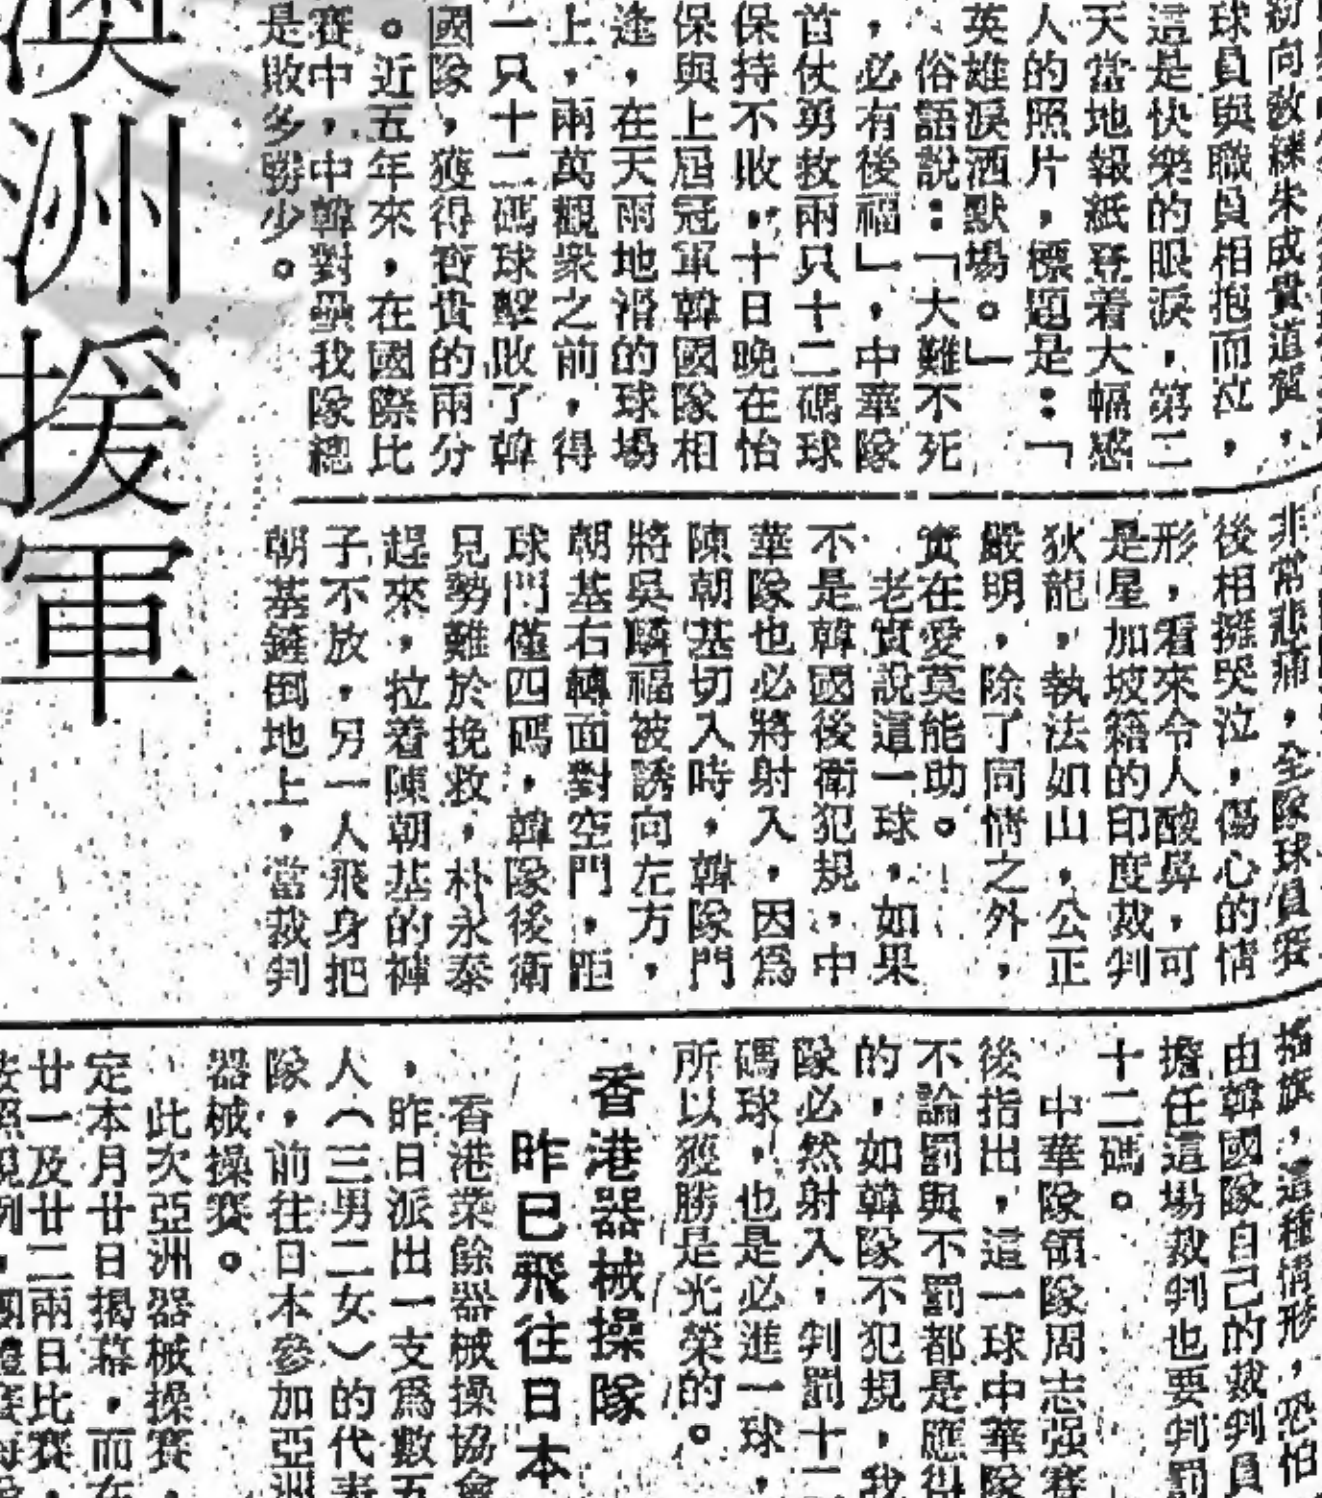 紛向教練朱成貴道賀，
球員與職員相抱而泣，
這是快樂的眼淚，第二
天當地報紙登着大幅感
人的照片，標題是：「
英雄淚洒默場。」
俗語說：「大難不死
，必有後福」，中華隊
首仗勇救兩只十二碼球
保持不敗，十日晚在怡
保與上屆冠軍韓國隊相
逢，在天雨地滑的球場
上，兩萬觀衆之前，得
一只十二碼球擊敗了韓
國隊，獲得寶貴的兩分
。近五年來，在國際比
賽中，中韓對壘我隊總
是敗多勝少。
非常悲痛，全隊球員賽
後相擁哭泣，傷心的情
形，看來令人酸鼻，可
是星加坡籍的印度裁判
狄龍，執法如山，公正
嚴明，除了同情之外，
實在愛莫能助。
老實說這一球，如果
不是韓國後衛犯規，中
華隊也必將射入，因爲
陳朝基切入時，韓隊門
將吳驎福被誘向左方，
朝基右轉面對空門，距
球門僅四碼，韓隊後衛
見勢難於挽救，朴永泰
趕來，拉着陳朝基的褲
子不放，另一人飛身把
朝基鏟倒地上，當裁判
搖旗，這種情形，恐怕
由韓國隊自己的裁判員
擔任這場裁判也要判罰
十二碼。
中華隊領隊周志强賽
後指出，這一球中華隊
不論罰與不罰都是應得
的，如韓隊不犯規，我
隊必然射入，判罰十二
碼球，也是必進一球，
所以獲勝是光榮的。
香港器械操隊
昨已飛往日本
香港業餘器械操協會
，昨日派出一支爲數五
人（三男二女）的代表
隊，前往日本參加亞洲
器械操賽。
此次亞洲器械操賽，
定本月廿日揭幕，而在
廿一及廿二兩日比賽，
澳洲援軍